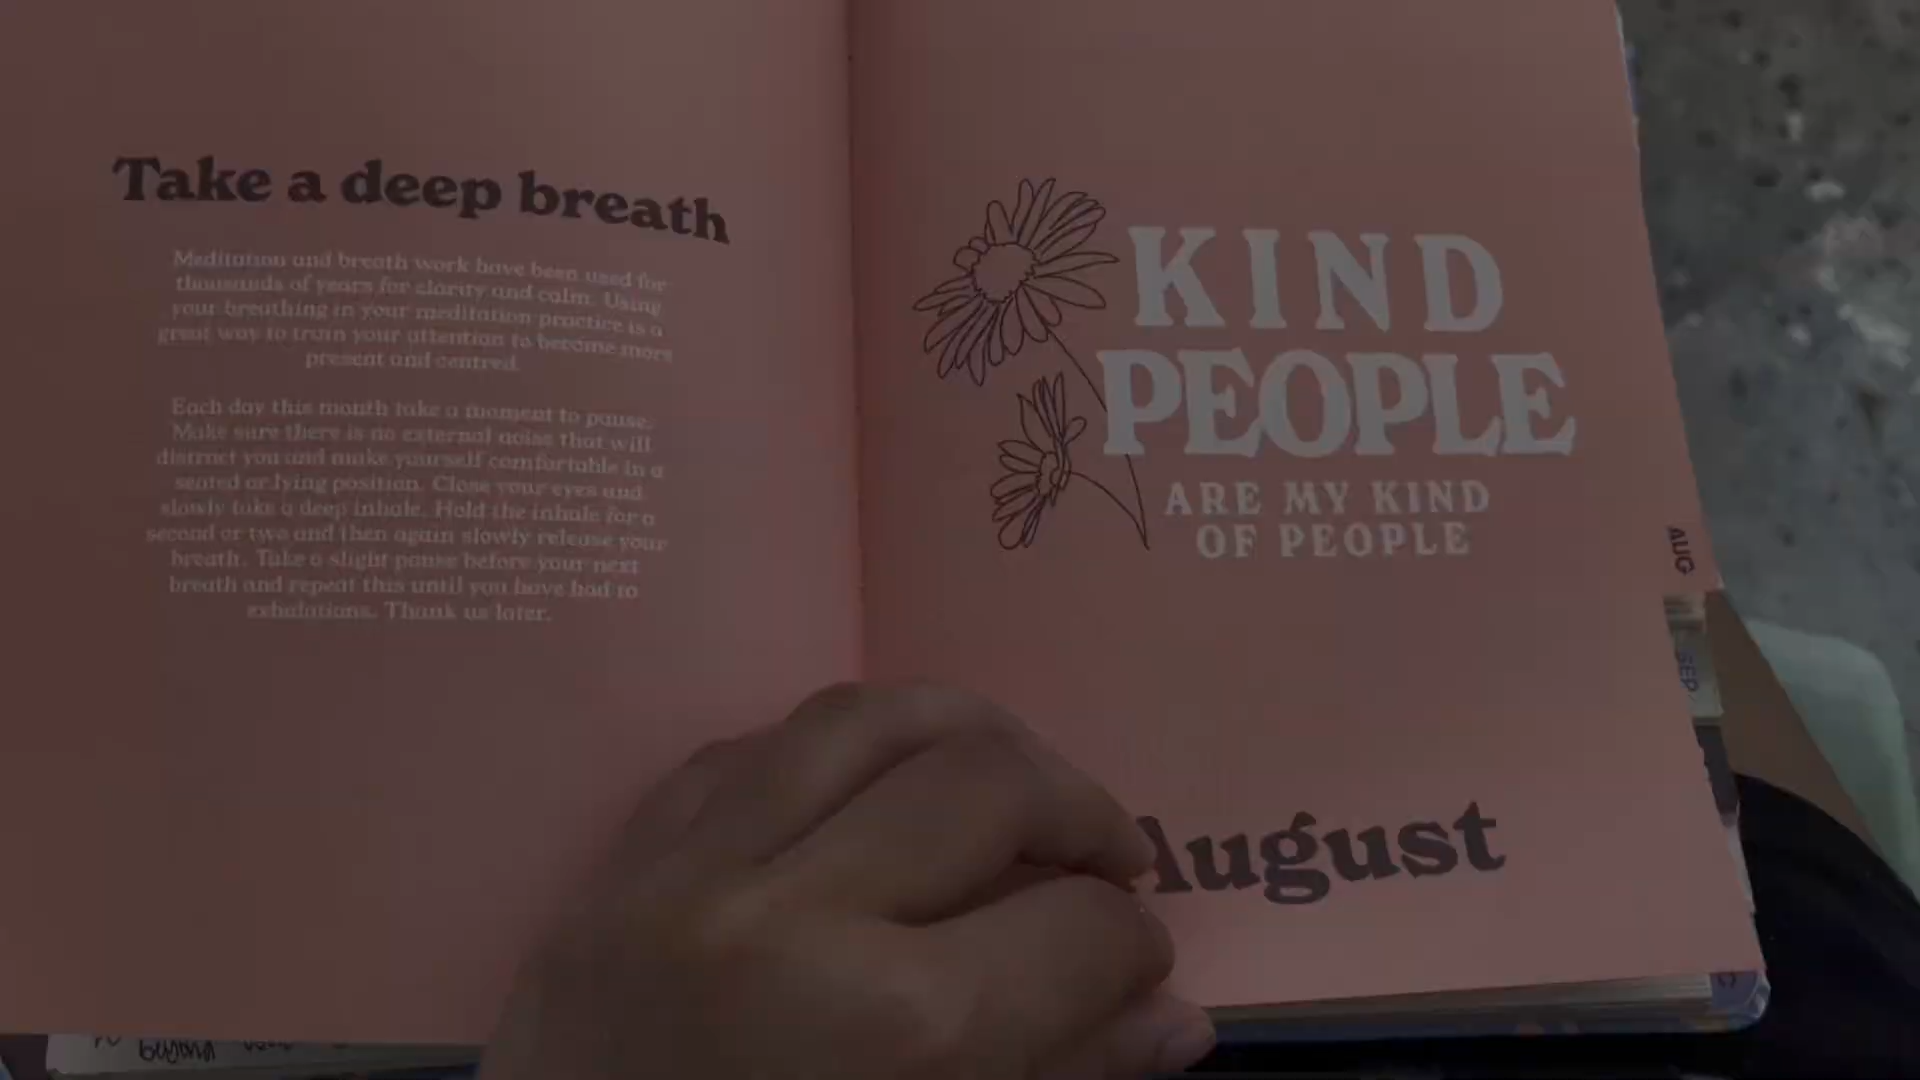 Take a deep breath
Meditation and breath work have been used for
thousands of years for clarity and calm. Using
your breathing in your meditation practice is a
great way to train your attention to become more
present and centred.
Each day this month take a moment to pause.
Make sure there is no external noise that will
distract you and make yourself comfortable in a
seated or lying position. Close your eyes and
slowly take a deep inhale. Hold the inhale for a
second or two and then again slowly release your
breath. Take a slight pause before your next
breath and repeat this until you have had 10
exhalations. Thank us later.
KIND
PEOPLE
ARE MY KIND
OF PEOPLE
August
AUG
SEP